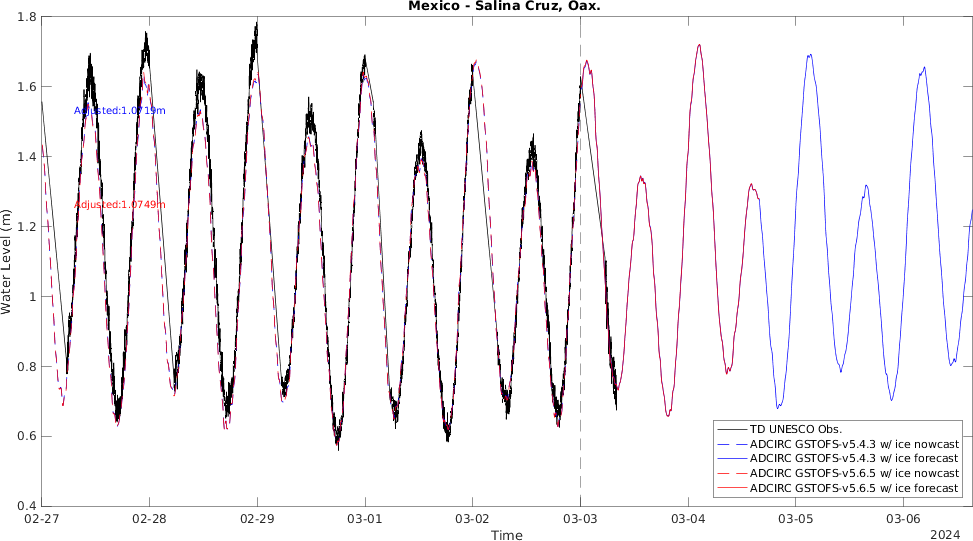 Mexico - Salina Cruz, Oax.
1.8
1.6
1.4
1.2
1
0.8
0.6
0.4
Water Level (m)
Adjusted:1.0719m
Adjusted:1.0749m
TD UNESCO Obs.
ADCIRC GSTOFS-v5.4.3 w/ ice nowcast
ADCIRC GSTOFS-v5.4.3 w/ ice forecast
ADCIRC GSTOFS-v5.6.5 w/ ice nowcast
ADCIRC GSTOFS-v5.6.5 w/ ice forecast
02-27 02-28 02-29 03-01 03-02 03-03 03-04 03-05 03-06
Time
2024